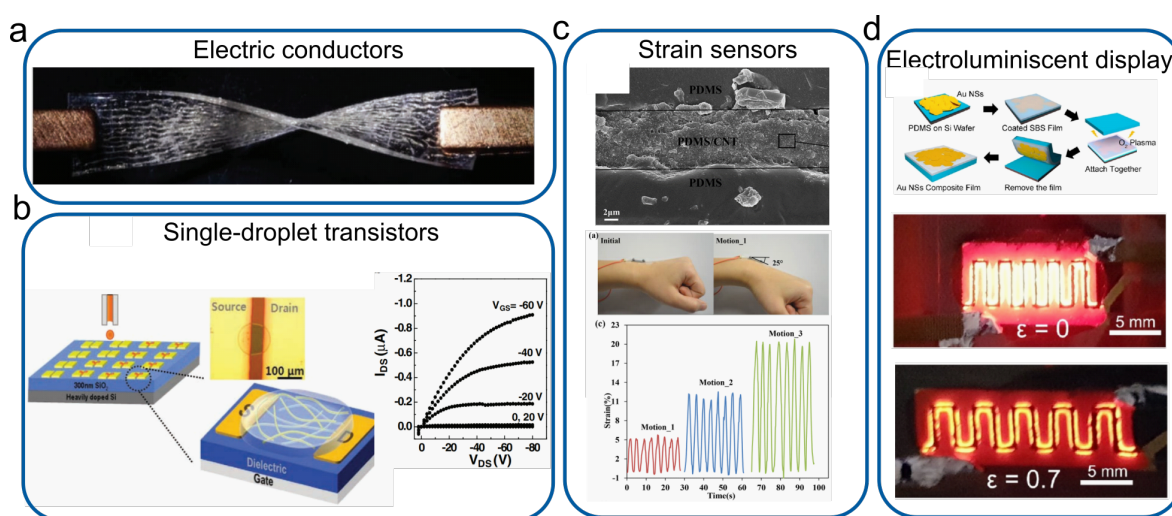 a
Electric conductors
b
Single-droplet transistors
300nm SiO₂
Heavily doped Si
Source Drain
100 μm
S
D
Dielectric
Gate
-1.2
-1.0
-0.8
-0.6
-0.4
-0.2
0.0
I_DS (μA)
V_GS = -60 V
-40 V
-20 V
0, 20 V
0 -20 -40 -60 -80
V_DS (V)
c
Strain sensors
PDMS
PDMS/CNT
PDMS
2μm
(a)
Initial
Motion_1
25°
(c)
23
20
17
14
11
8
5
2
-1
Strain(%)
Motion_1
Motion_2
Motion_3
0 10 20 30 40 50 60 70 80 90 100
Time(s)
d
Electroluminiscent display
Au NSs
PDMS on Si Wafer
Coated SBS Film
O₂ Plasma
Attach Together
Remove the film
Au NSs Composite Film
ε = 0
5 mm
ε = 0.7
5 mm